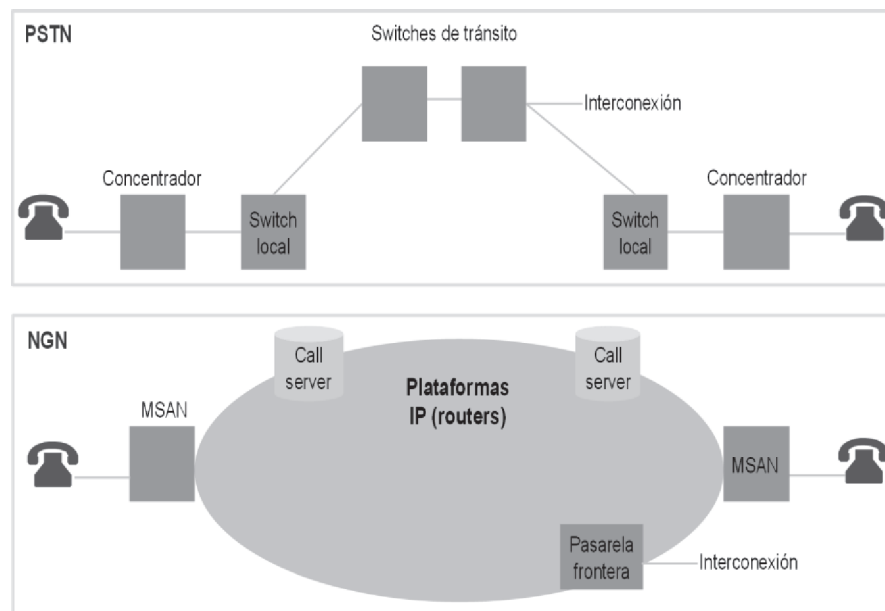 PSTN
Switches de tránsito
Interconexión
Concentrador
Concentrador
Switch
local
Switch
local
NGN
Call
server
Call
server
Plataformas
IP (routers)
MSAN
MSAN
Pasarela
frontera
Interconexión